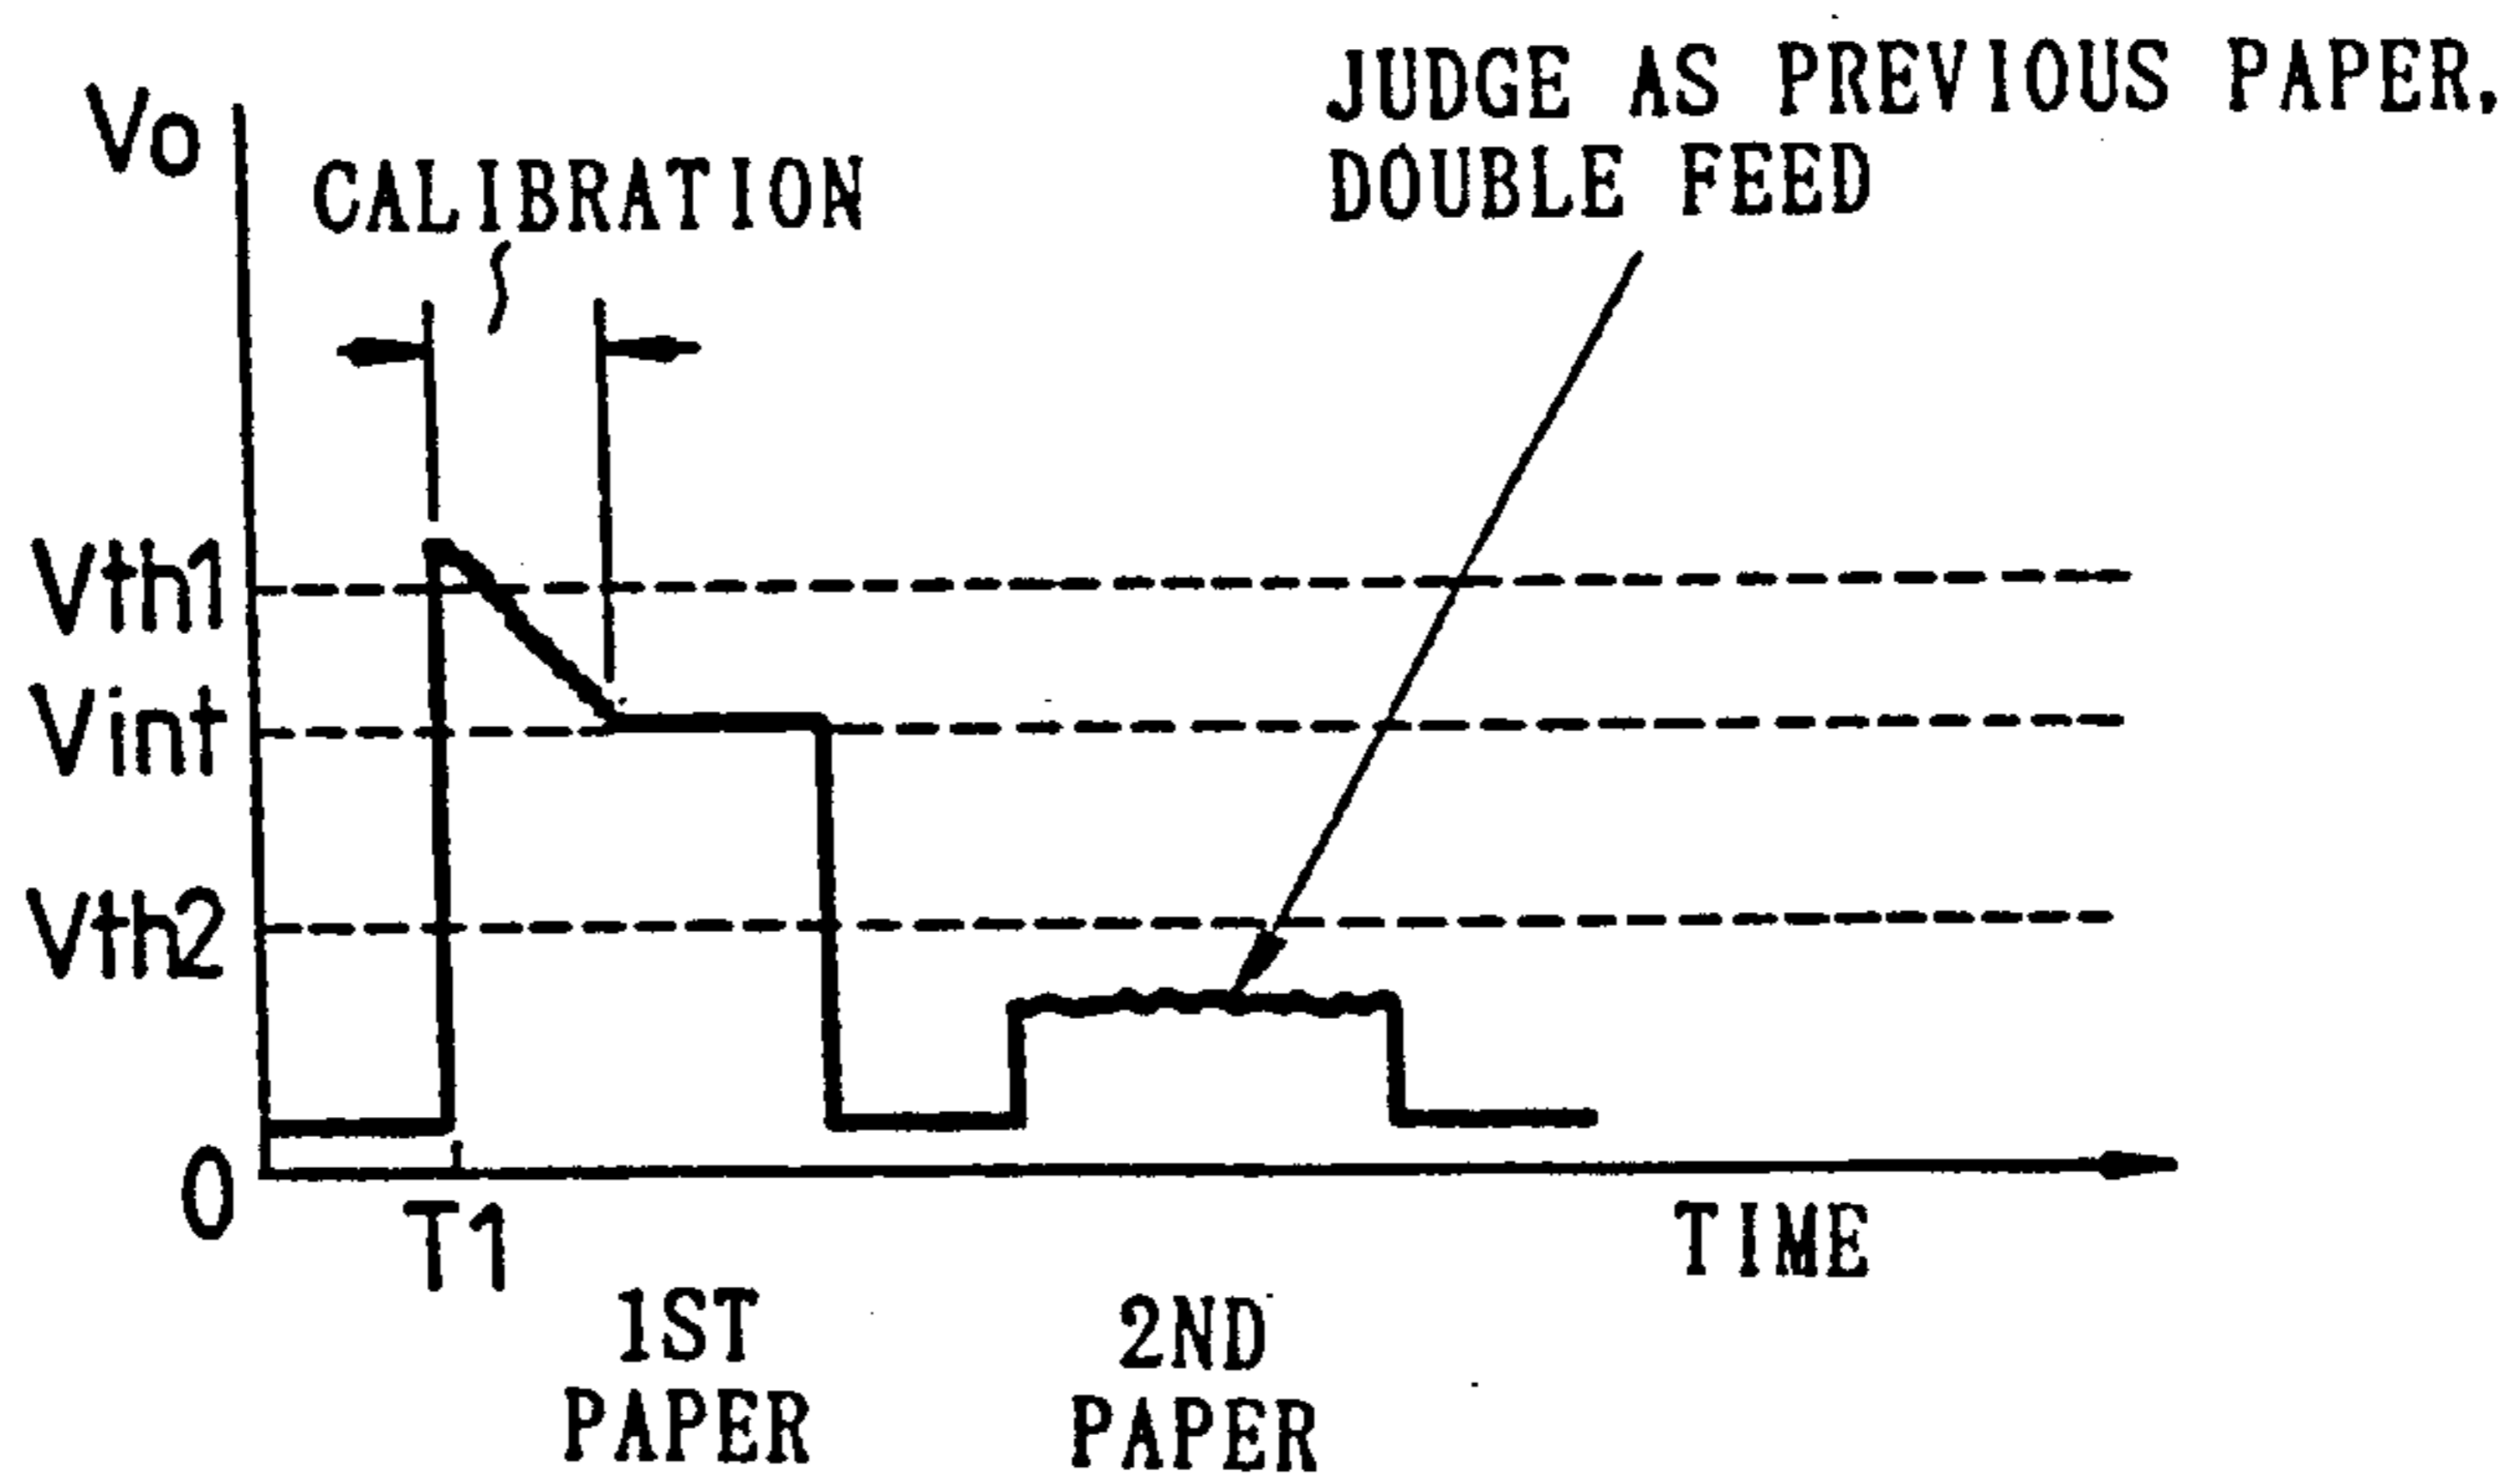 JUDGE AS PREVIOUS PAPER,
DOUBLE FEED
Vo
CALIBRATION
Vth1
Vint
Vth2
0
T1
TIME
1ST
PAPER
2ND
PAPER